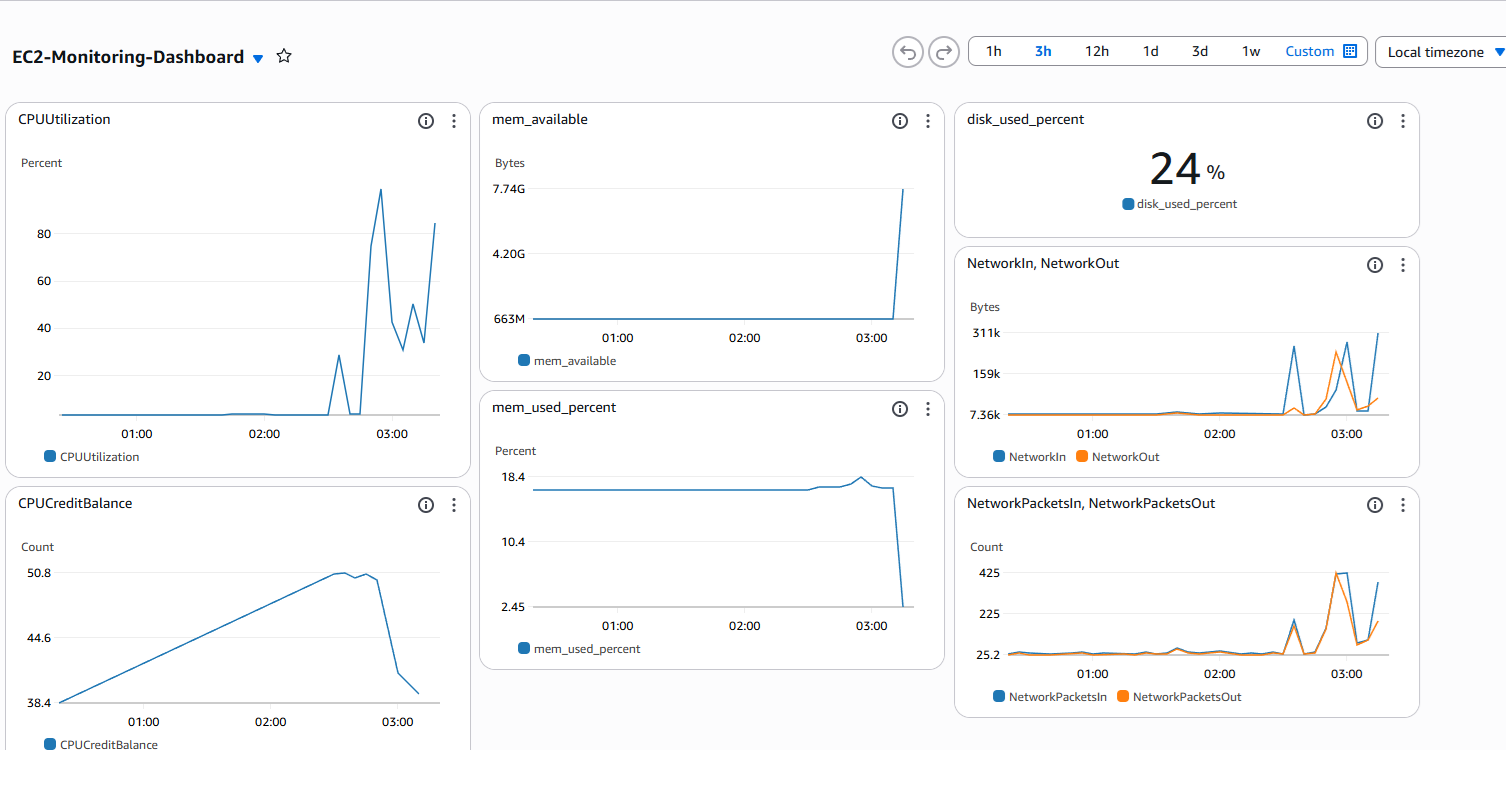 EC2-Monitoring-Dashboard
1h 3h 12h 1d 3d 1w Custom Local timezone
CPUUtilization
Percent
80
60
40
20
01:00 02:00 03:00
CPUUtilization
CPUCreditBalance
Count
50.8
44.6
38.4
01:00 02:00 03:00
CPUCreditBalance
mem_available
Bytes
7.74G
4.20G
663M
01:00 02:00 03:00
mem_available
mem_used_percent
Percent
18.4
10.4
2.45
01:00 02:00 03:00
mem_used_percent
disk_used_percent
24 %
disk_used_percent
NetworkIn, NetworkOut
Bytes
311k
159k
7.36k
01:00 02:00 03:00
NetworkIn NetworkOut
NetworkPacketsIn, NetworkPacketsOut
Count
425
225
25.2
01:00 02:00 03:00
NetworkPacketsIn NetworkPacketsOut